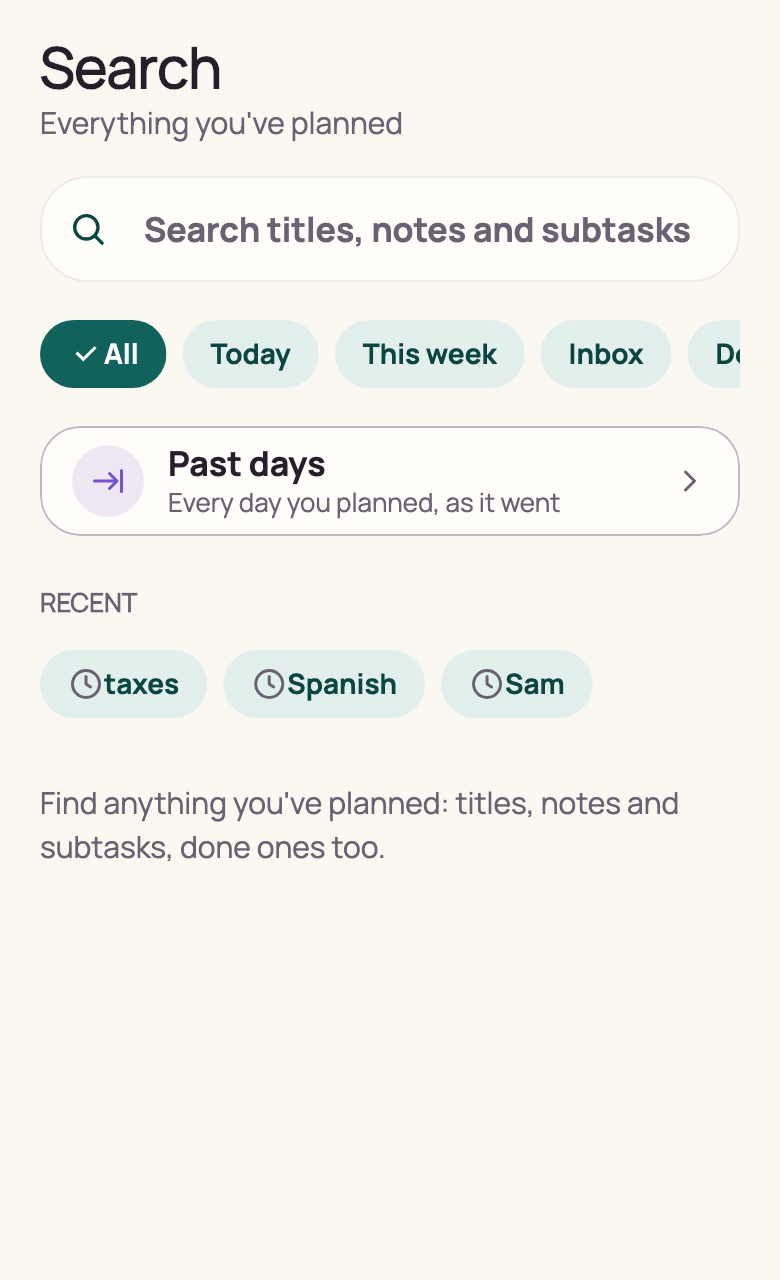 Search
Everything you've planned
Search titles, notes and subtasks
All
Today
This week
Inbox
Past days
Every day you planned, as it went
RECENT
taxes
Spanish
Sam
Find anything you've planned: titles, notes and
subtasks, done ones too.